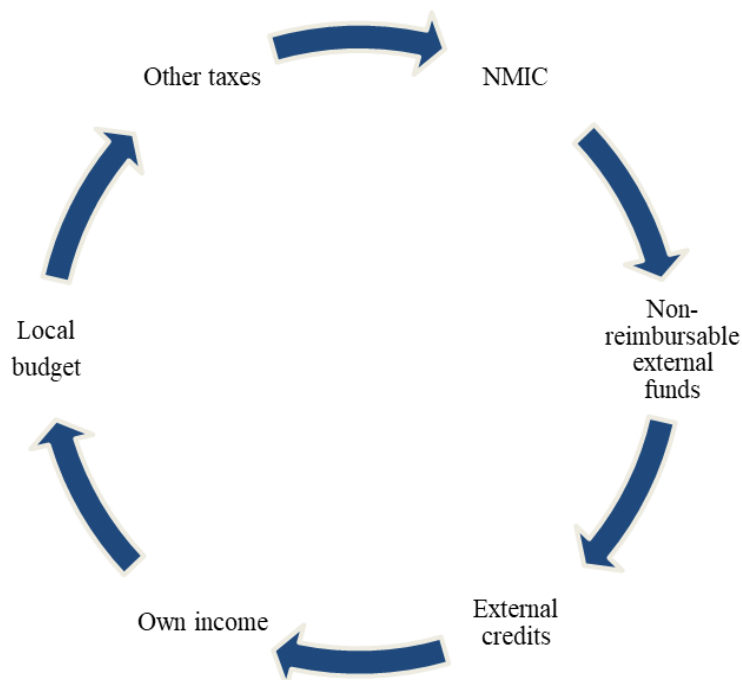 Other taxes
NMIC
Non-
reimbursable
external
funds
External
credits
Own income
Local
budget